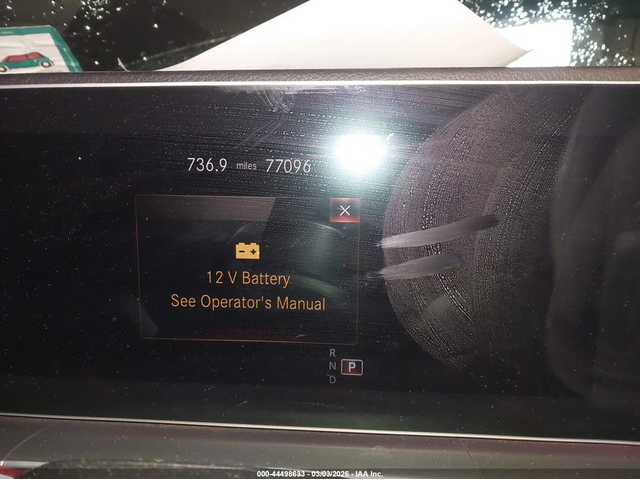 736.9 miles 77096
12 V Battery
See Operator's Manual
R
N P
D
000-44498633 - 03/03/2026 - IAA Inc.